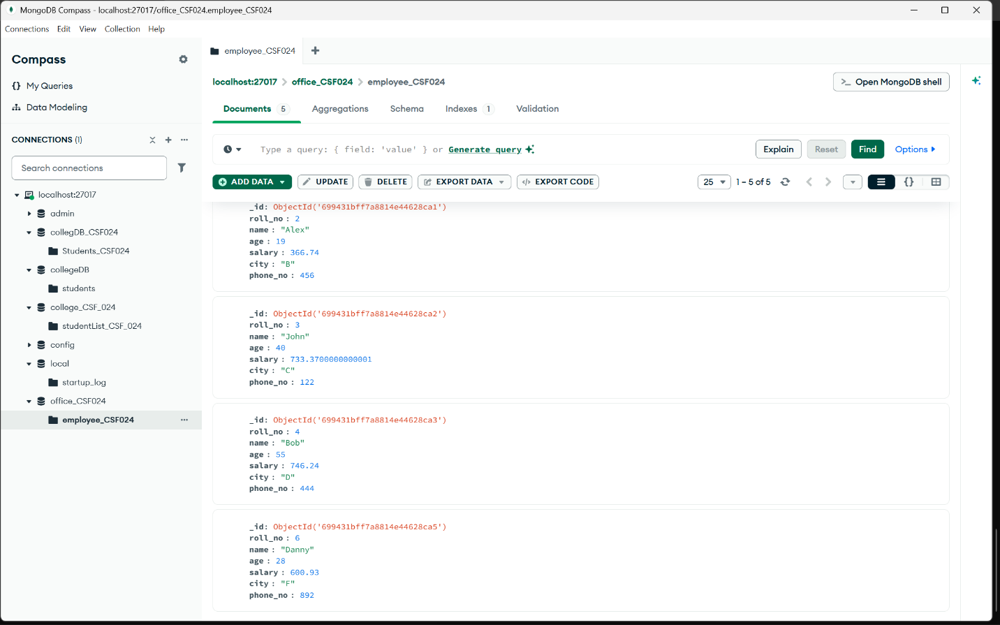 MongoDB Compass - localhost:27017/office_CSF024.employee_CSF024
Connections Edit View Collection Help
Compass
My Queries
Data Modeling
CONNECTIONS (1)
Search connections
localhost:27017
admin
collegDB_CSF024
Students_CSF024
collegeDB
students
college_CSF_024
studentList_CSF_024
config
local
startup_log
office_CSF024
employee_CSF024
employee_CSF024
localhost:27017 > office_CSF024 > employee_CSF024
>_ Open MongoDB shell
Documents 5 Aggregations Schema Indexes 1 Validation
Type a query: { field: 'value' } or Generate query
Explain Reset Find Options
ADD DATA UPDATE DELETE EXPORT DATA EXPORT CODE
25 1 – 5 of 5
_id: ObjectId('699431bff7a8814e44628ca1')
roll_no : 2
name : "Alex"
age : 19
salary : 366.74
city : "B"
phone_no : 456
_id: ObjectId('699431bff7a8814e44628ca2')
roll_no : 3
name : "John"
age : 40
salary : 733.3700000000001
city : "C"
phone_no : 122
_id: ObjectId('699431bff7a8814e44628ca3')
roll_no : 4
name : "Bob"
age : 55
salary : 746.24
city : "D"
phone_no : 444
_id: ObjectId('699431bff7a8814e44628ca5')
roll_no : 6
name : "Danny"
age : 28
salary : 600.93
city : "F"
phone_no : 892